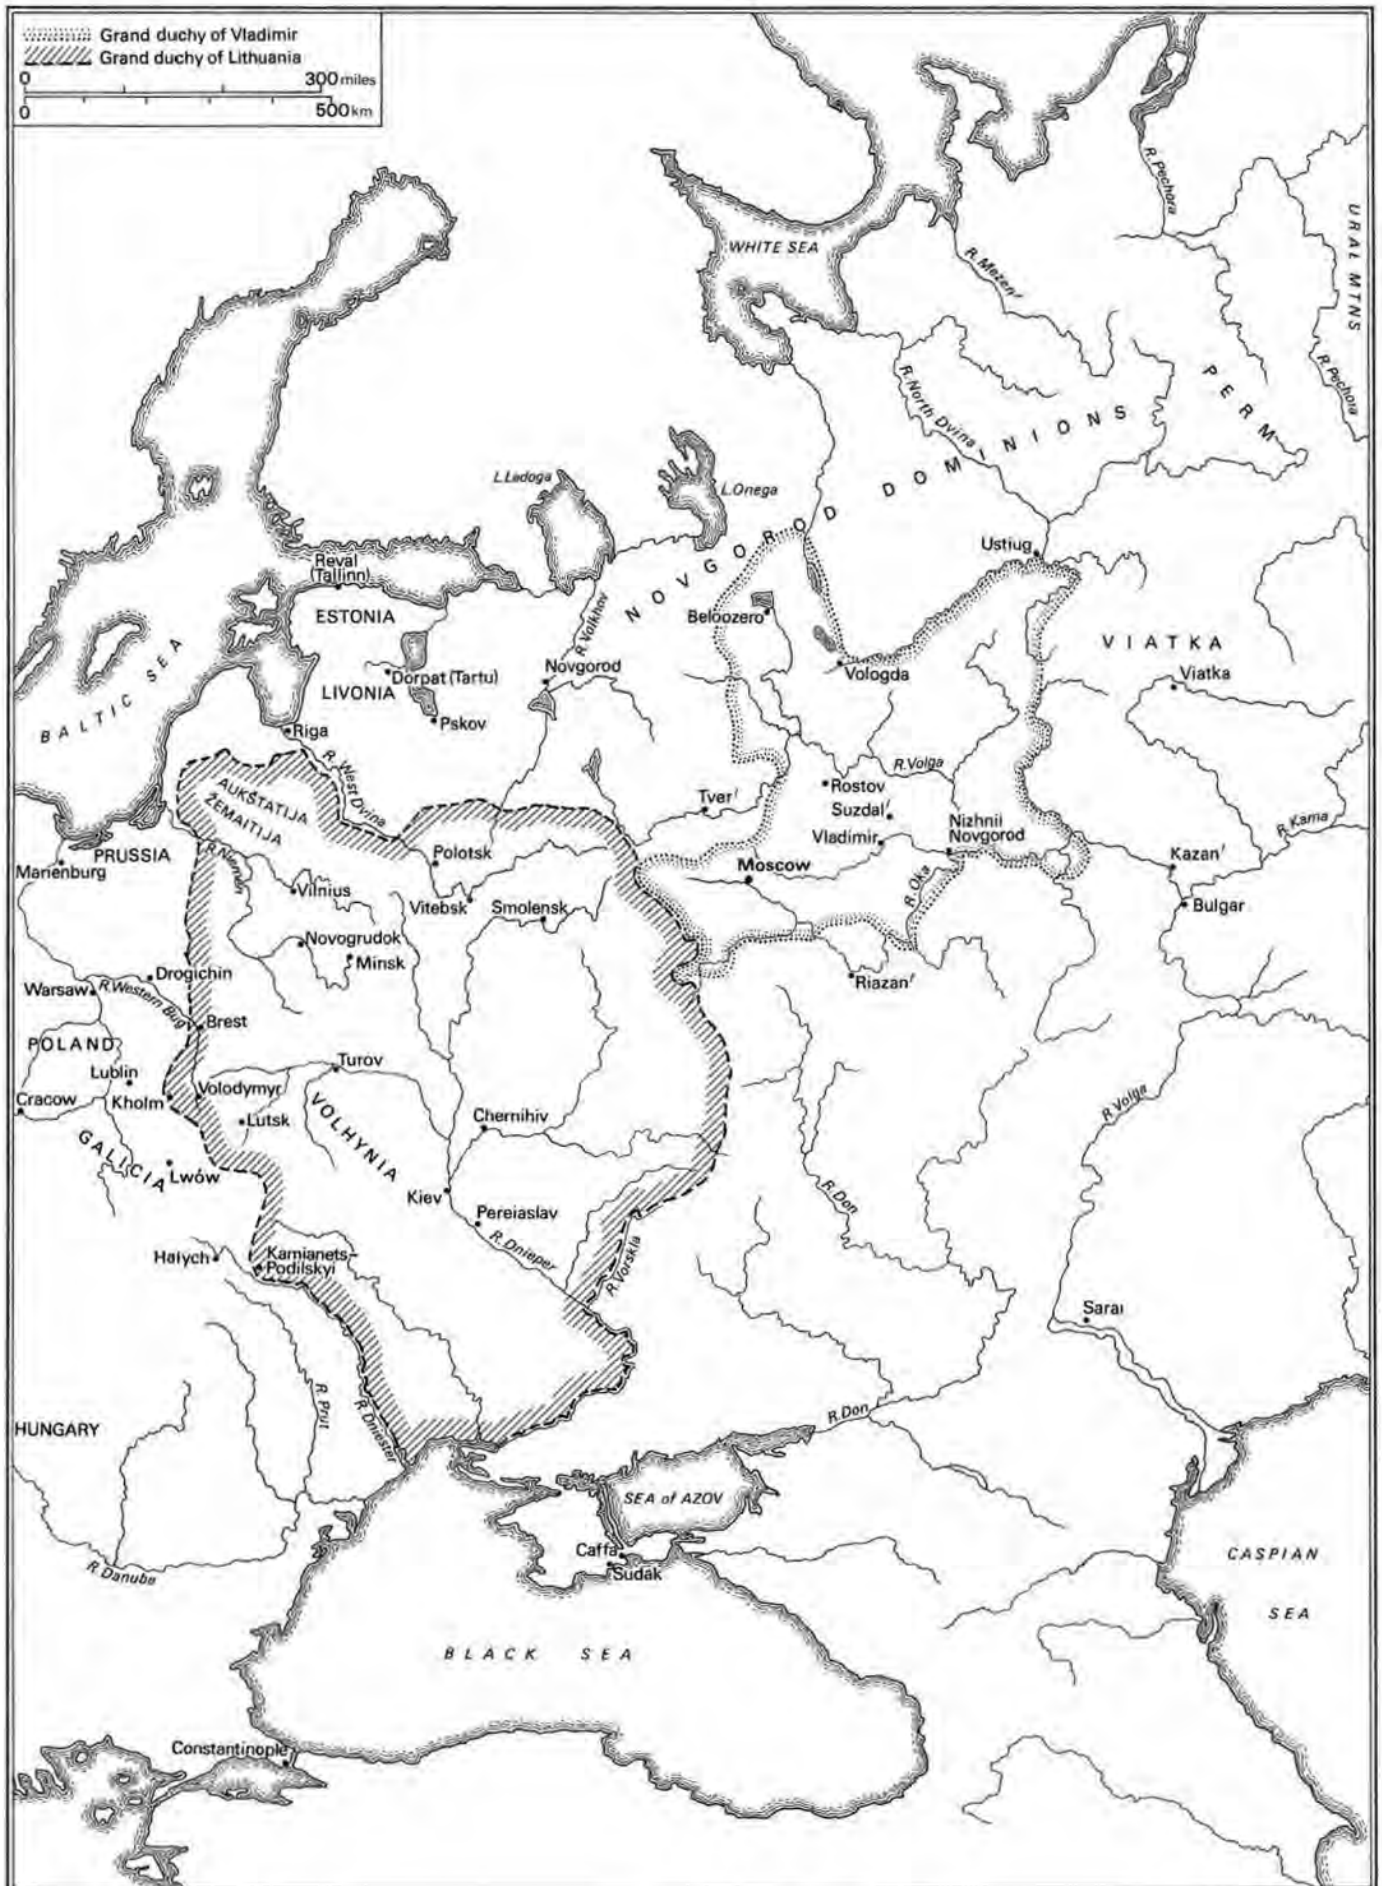 Grand duchy of Vladimir
Grand duchy of Lithuania
0 300 miles
0 500 km
R. Pechora
URAL MTNS
WHITE SEA
R. Mezen'
R. Pechora
PERM
R. North Dvina
NOVGOROD DOMINIONS
L. Ladoga
L. Onega
Ustiug
Reval
(Tallinn)
ESTONIA
R. Volkhov
Beloozero
VIATKA
BALTIC SEA
Dorpat (Tartu)
Novgorod
Vologda
Viatka
LIVONIA
Pskov
Riga
R. West Dvina
R. Volga
AUKŠTATIJA
ŽEMAITIJA
Tver'
Rostov
Suzdal'
Nizhnii
Novgorod
R. Kama
Vladimir
PRUSSIA
R. Niemen
Polotsk
Moscow
Kazan'
Marienburg
Vilnius
R. Oka
Vitebsk
Smolensk
Bulgar
Novogrudok
Minsk
Drogichin
Riazan'
Warsaw
R. Western Bug
Brest
POLAND
Turov
Lublin
Volodymyr
Cracow
Kholm
R. Volga
Lutsk
Chernihiv
VOLHYNIA
GALICIA
Lwów
Kiev
R. Don
Pereiaslav
R. Dnieper
Halych
Kamianets-
Podilskyi
R. Vorskla
Sarai
R. Prut
R. Dniester
R. Don
HUNGARY
SEA of AZOV
Caffa
Sudak
CASPIAN
SEA
R. Danube
BLACK SEA
Constantinople